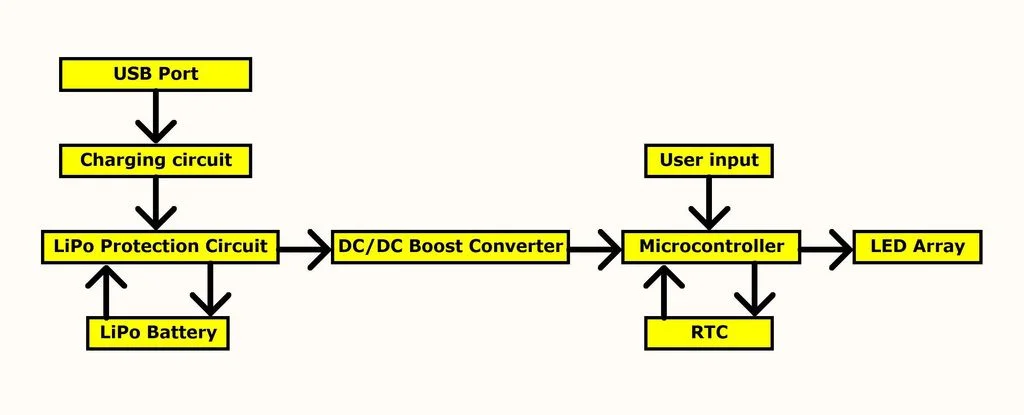 USB Port
Charging circuit
User input
LiPo Protection Circuit
DC/DC Boost Converter
Microcontroller
LED Array
LiPo Battery
RTC